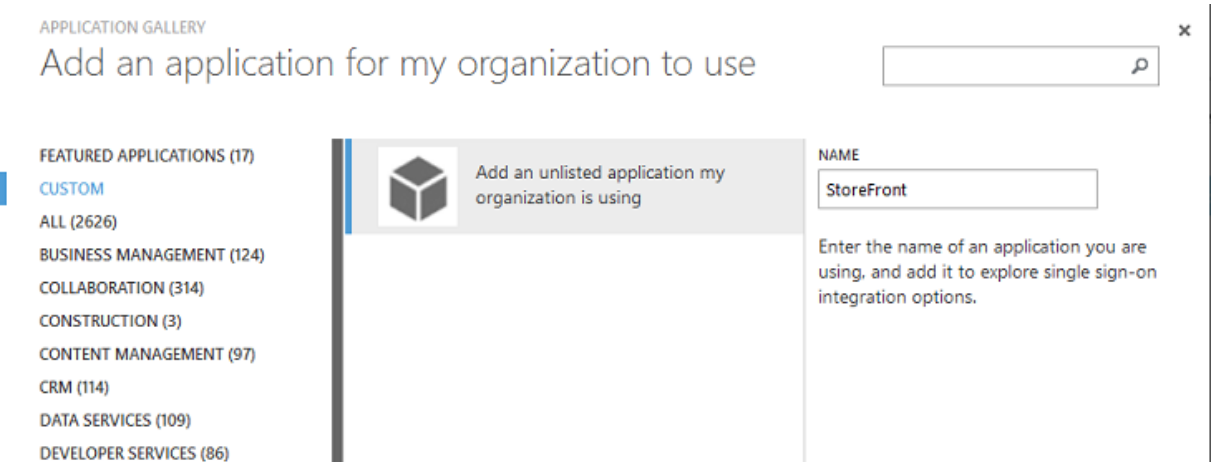 APPLICATION GALLERY
Add an application for my organization to use
FEATURED APPLICATIONS (17)
CUSTOM
ALL (2626)
BUSINESS MANAGEMENT (124)
COLLABORATION (314)
CONSTRUCTION (3)
CONTENT MANAGEMENT (97)
CRM (114)
DATA SERVICES (109)
DEVELOPER SERVICES (86)
Add an unlisted application my
organization is using
NAME
StoreFront
Enter the name of an application you are
using, and add it to explore single sign-on
integration options.